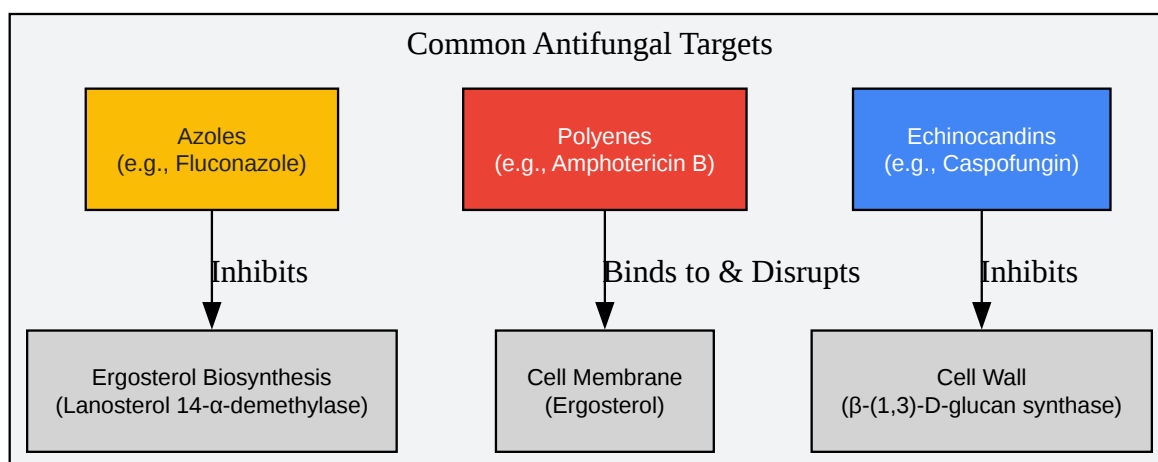 Common Antifungal Targets
Azoles
(e.g., Fluconazole)
Polyenes
(e.g., Amphotericin B)
Echinocandins
(e.g., Caspofungin)
Inhibits
Binds to & Disrupts
Inhibits
Ergosterol Biosynthesis
(Lanosterol 14-α-demethylase)
Cell Membrane
(Ergosterol)
Cell Wall
(β-(1,3)-D-glucan synthase)